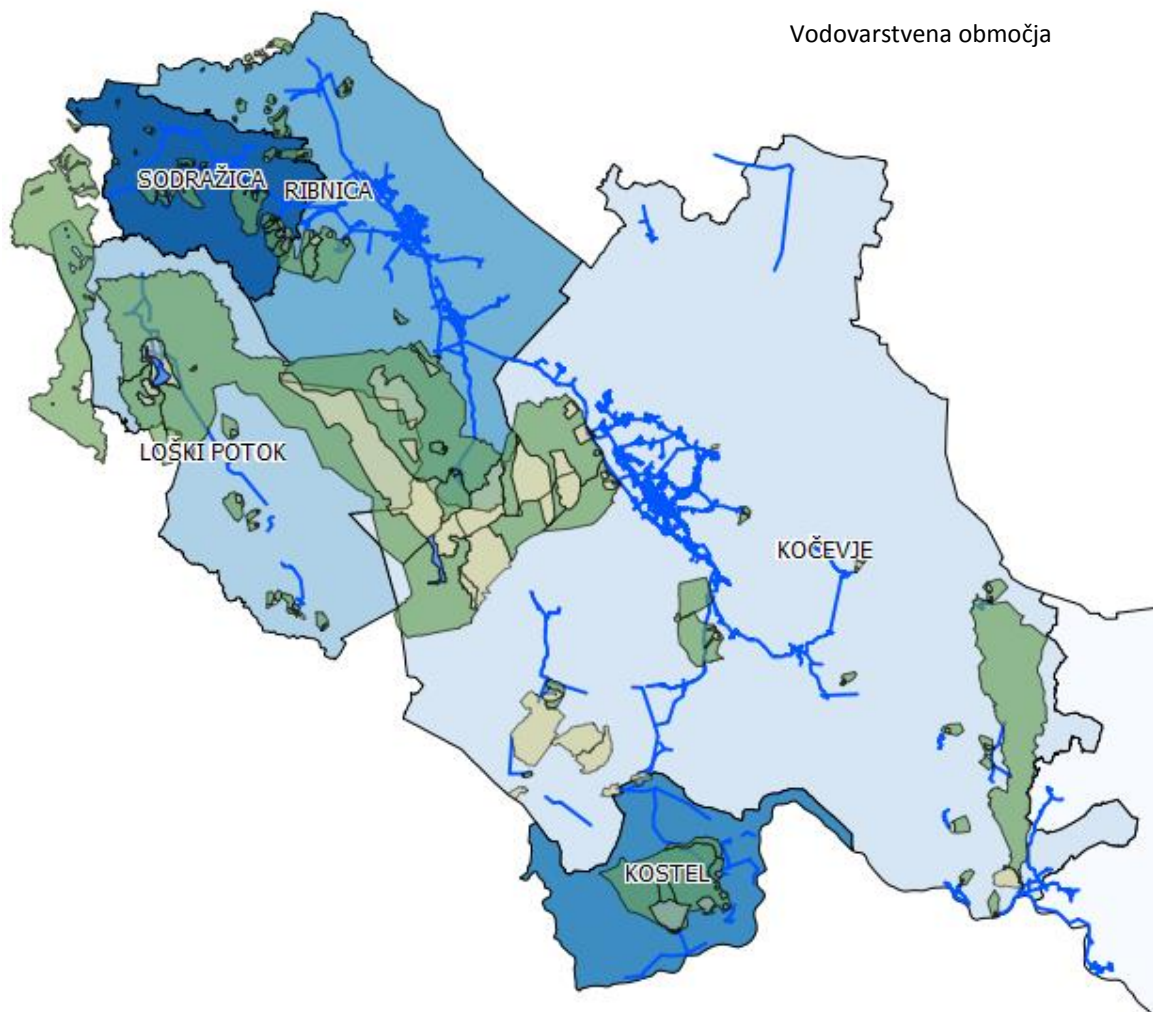 Vodovarstvena območja
SODRAŽICA
RIBNICA
LOŠKI POTOK
KOČEVJE
KOSTEL